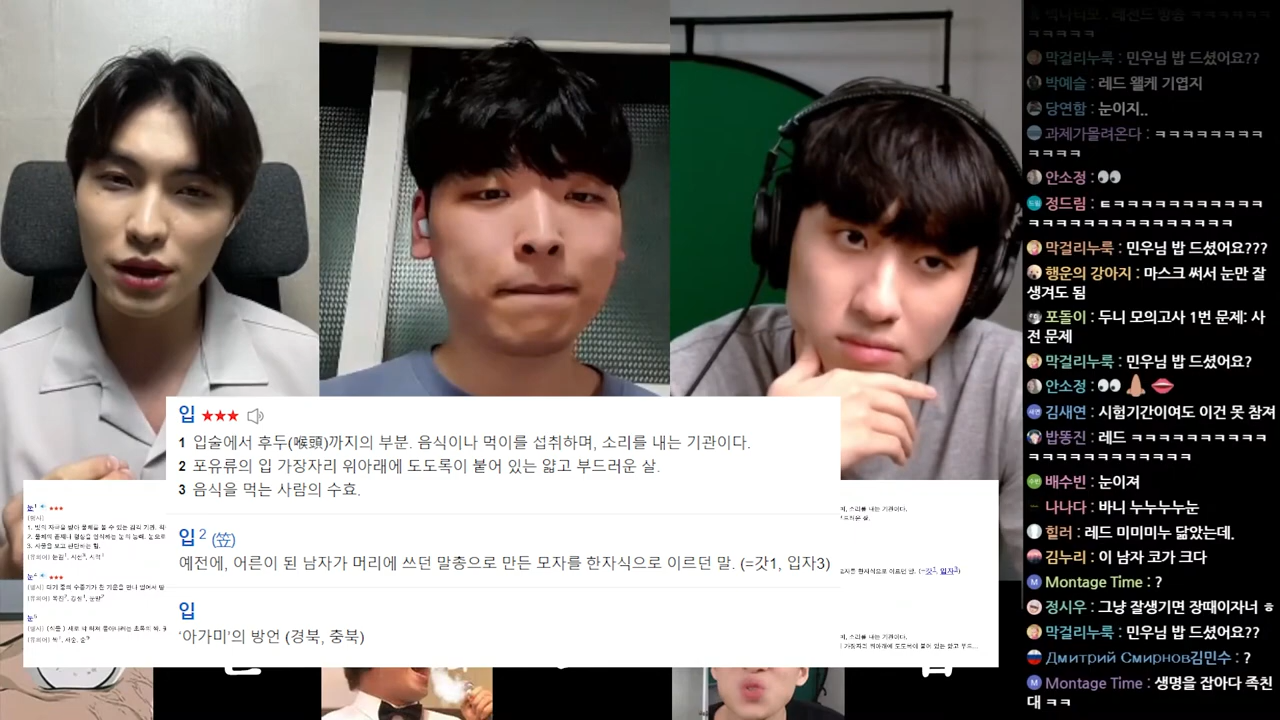 입 ★★★
1 입술에서 후두(喉頭)까지의 부분. 음식이나 먹이를 섭취하며, 소리를 내는 기관이다.
2 포유류의 입 가장자리 위아래에 도도록이 붙어 있는 얇고 부드러운 살.
3 음식을 먹는 사람의 수효.
입 2 (笠)
예전에, 어른이 된 남자가 머리에 쓰던 말총으로 만든 모자를 한자식으로 이르던 말. (=갓1, 입자3)
입
‘아가미’의 방언 (경북, 충북)
ㅋㅋㅋㅋㅋ
막걸리누룩 : 민우님 밥 드셨어요??
박예슬 : 레드 웰케 기엽지
당연함 : 눈이지..
과제가몰려온다 : ㅋㅋㅋㅋㅋㅋㅋㅋ
ㅋㅋㅋㅋ
안소정 : 👀
정드림 : ㅌㅋㅋㅋㅋㅋㅋㅋㅋㅋㅋㅋ
ㅋㅋㅋㅋㅋㅋㅋㅋㅋㅋㅋㅋㅋㅋㅋ
막걸리누룩 : 민우님 밥 드셨어요???
행운의 강아지 : 마스크 써서 눈만 잘
생겨도 됨
포돌이 : 두니 모의고사 1번 문제: 사
전 문제
막걸리누룩 : 민우님 밥 드셨어요?
안소정 : 👀 👃 👄
김새연 : 시험기간이여도 이건 못 참겨
밥똥진 : 레드 ㅋㅋㅋㅋㅋㅋㅋㅋㅋ
ㅋㅋㅋㅋㅋㅋㅋㅋㅋㅋㅋㅋ
배수빈 : 눈이져
나나다 : 바니 누누누누눈
힐러 : 레드 미미미누 닮았는데.
김누리 : 이 남자 코가 크다
Montage Time : ?
정시우 : 그냥 잘생기면 장때이자너 ㅎ
막걸리누룩 : 민우님 밥 드셨어요??
Дмитрий Смирнов김민수 : ?
Montage Time : 생명을 잡아다 족친
대 ㅋㅋ